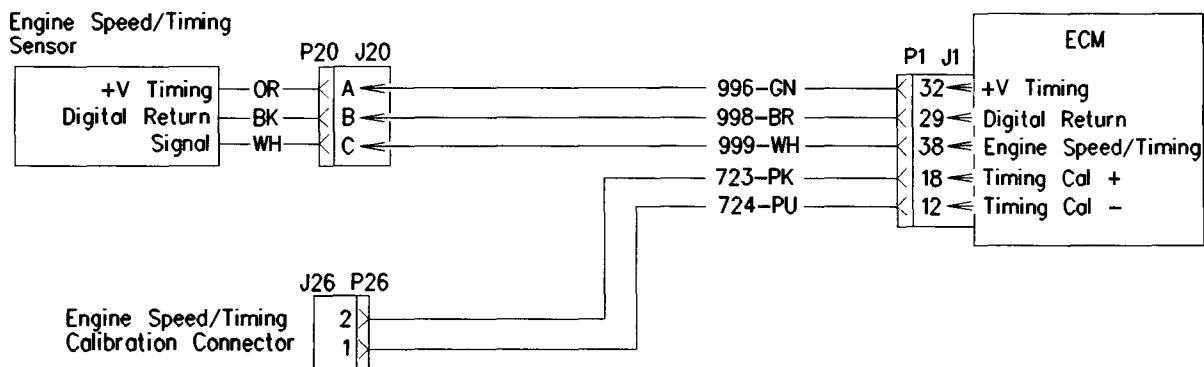 Engine Speed/Timing
Sensor
P20 J20
P1 J1
ECM
+V Timing OR A 996-GN 32 +V Timing
Digital Return BK B 998-BR 29 Digital Return
Signal WH C 999-WH 38 Engine Speed/Timing
723-PK 18 Timing Cal +
724-PU 12 Timing Cal -
J26 P26
Engine Speed/Timing 2
Calibration Connector 1